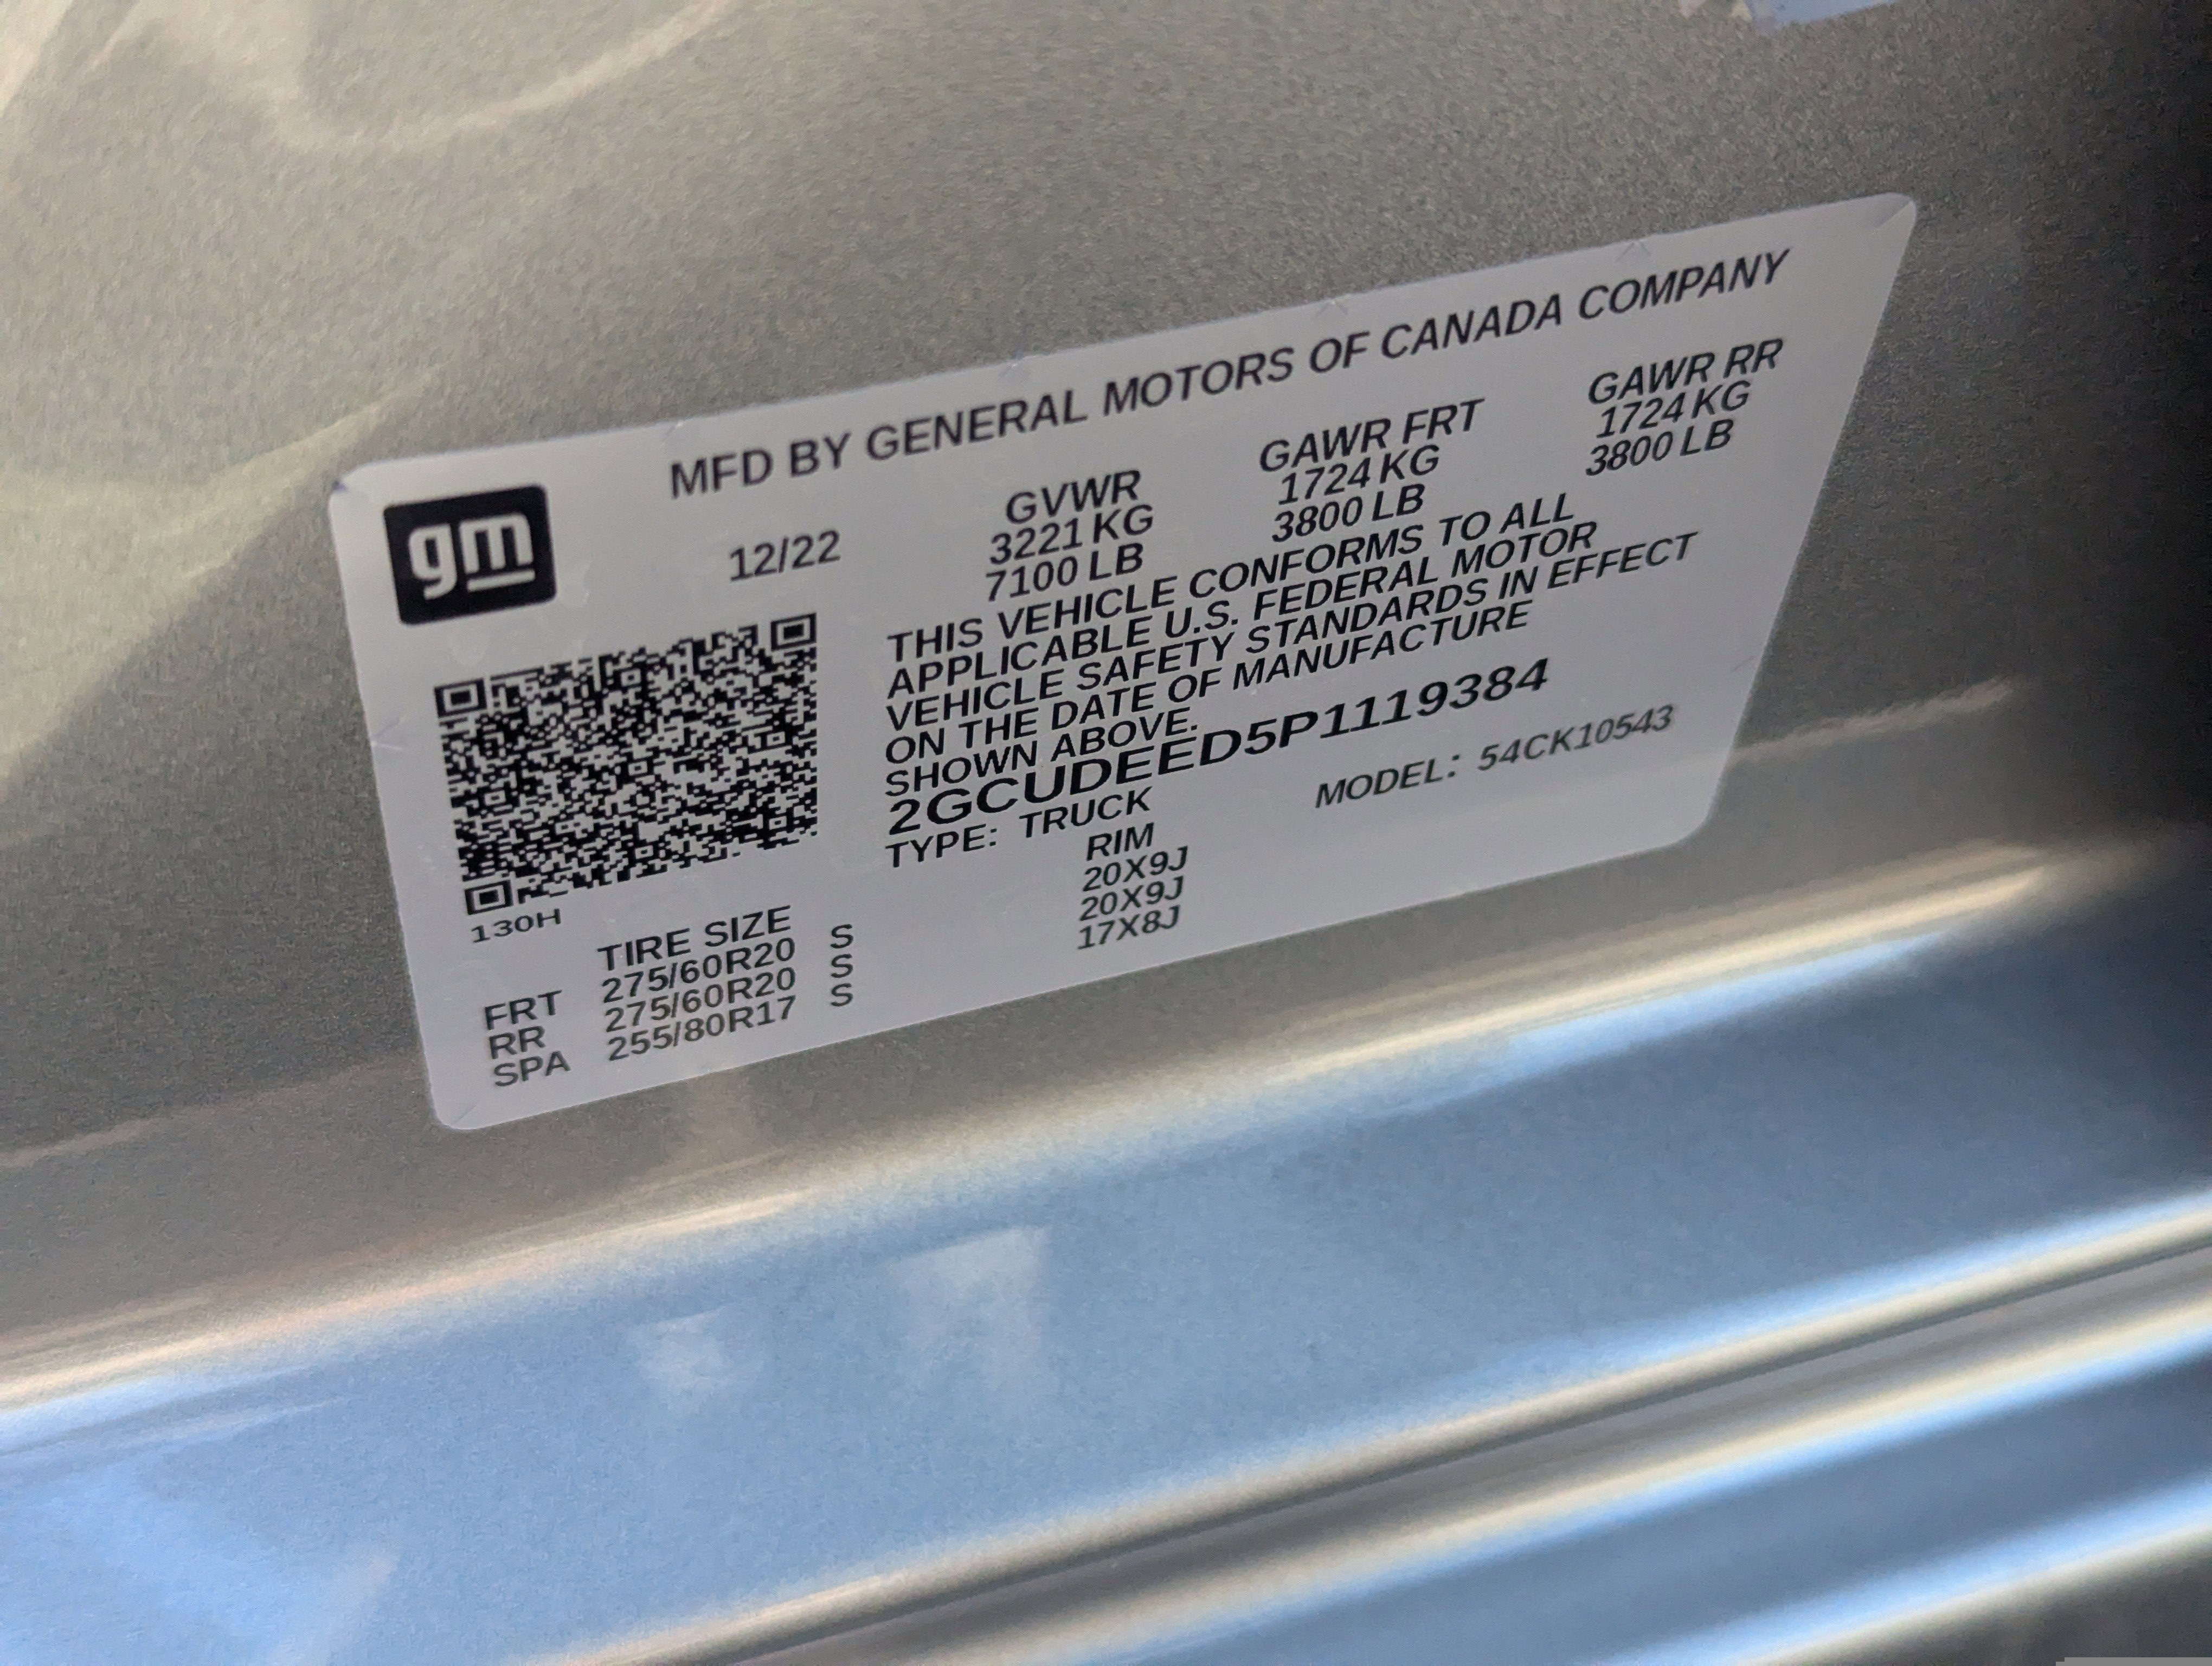 gm
MFD BY GENERAL MOTORS OF CANADA COMPANY
12/22
GVWR
3221 KG
7100 LB
GAWR FRT
1724 KG
3800 LB
GAWR RR
1724 KG
3800 LB
THIS VEHICLE CONFORMS TO ALL
APPLICABLE U.S. FEDERAL MOTOR
VEHICLE SAFETY STANDARDS IN EFFECT
ON THE DATE OF MANUFACTURE
SHOWN ABOVE.
2GCUDEED5P1119384
TYPE: TRUCK
MODEL: 54CK10543
130H
TIRE SIZE
RIM
FRT 275/60R20 S 20X9J
RR 275/60R20 S 20X9J
SPA 255/80R17 S 17X8J